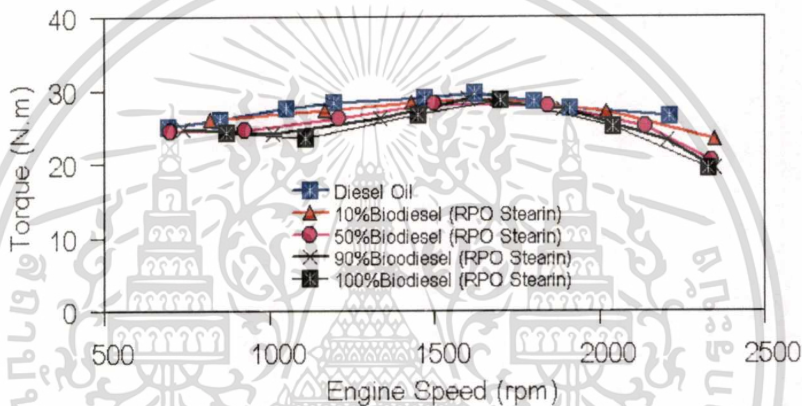 40
30
20
10
0
Torque (N.m)
Diesel Oil
10%Biodiesel (RPO Stearin)
50%Biodiesel (RPO Stearin)
90%Bioodiesel (RPO Stearin)
100%Biodiesel (RPO Stearin)
500 1000 1500 2000 2500
Engine Speed (rpm)